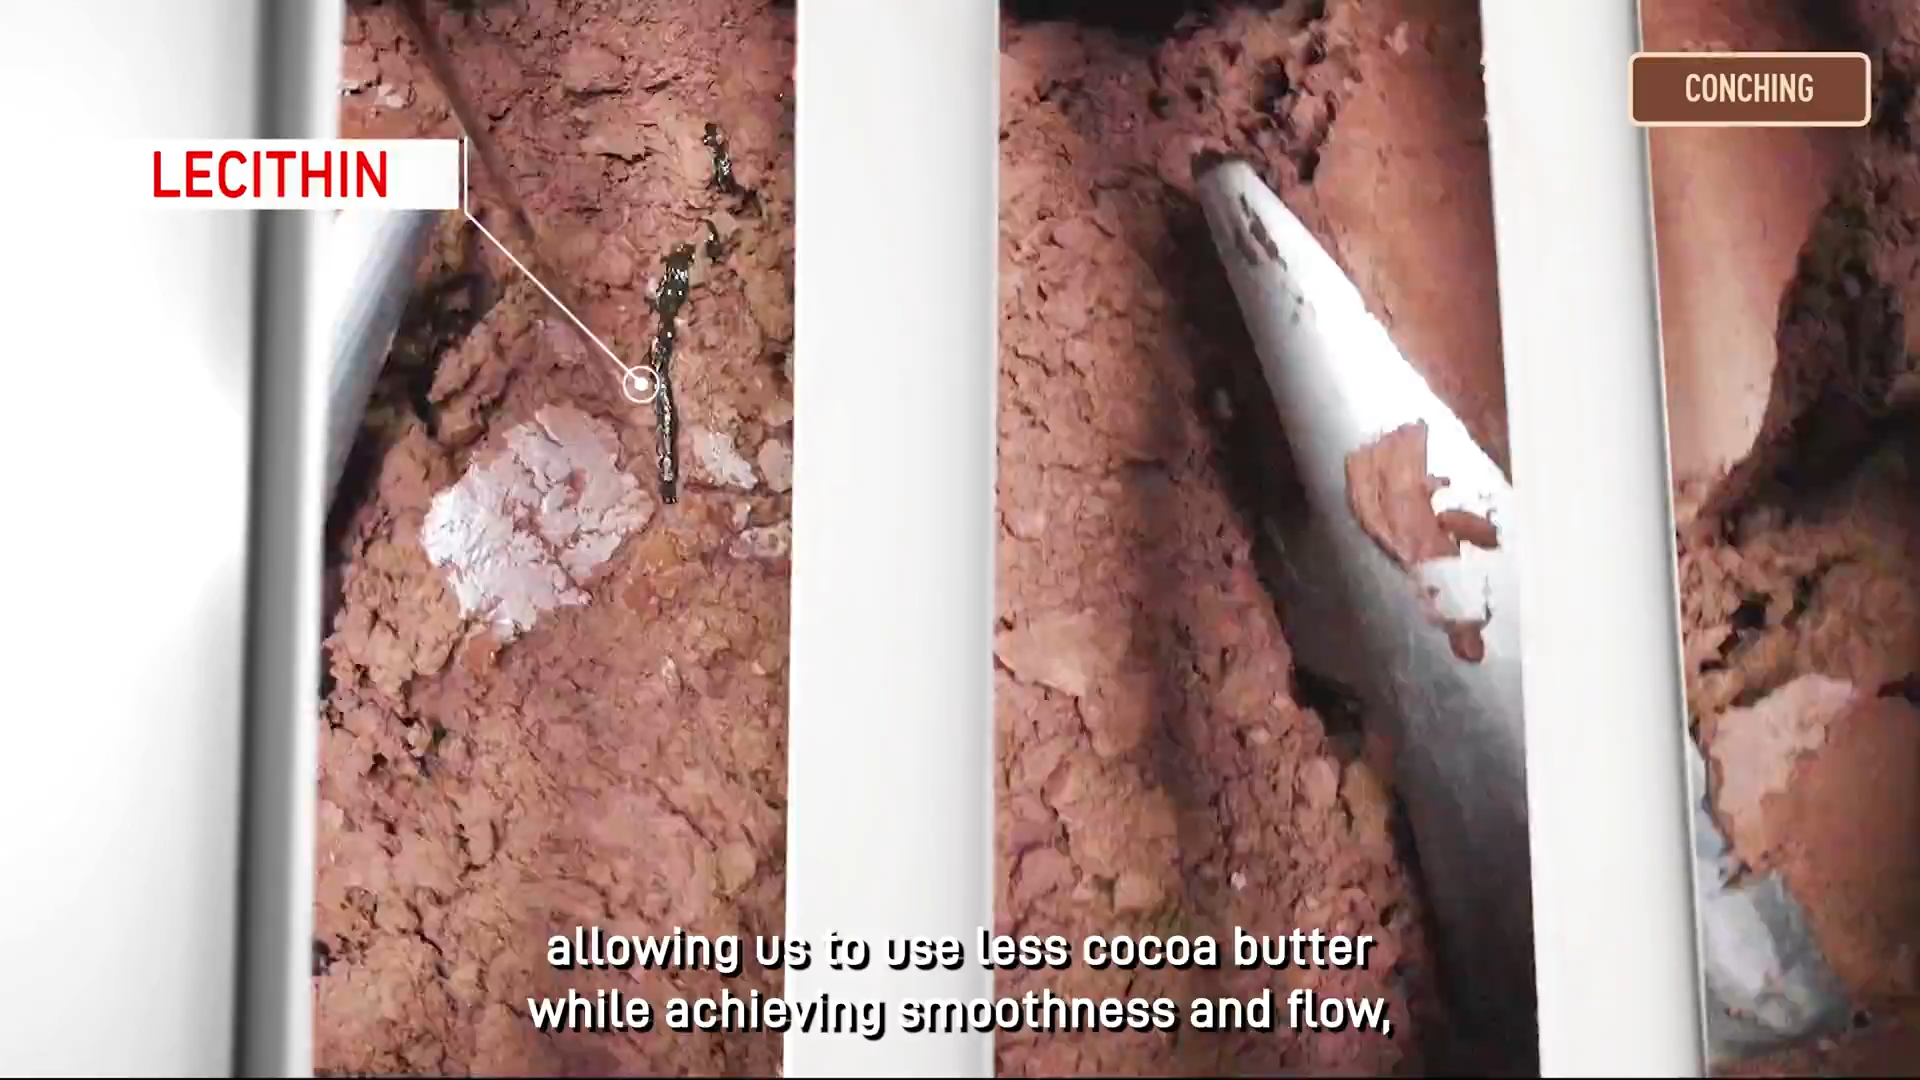 CONCHING
LECITHIN
allowing us to use less cocoa butter
while achieving smoothness and flow,